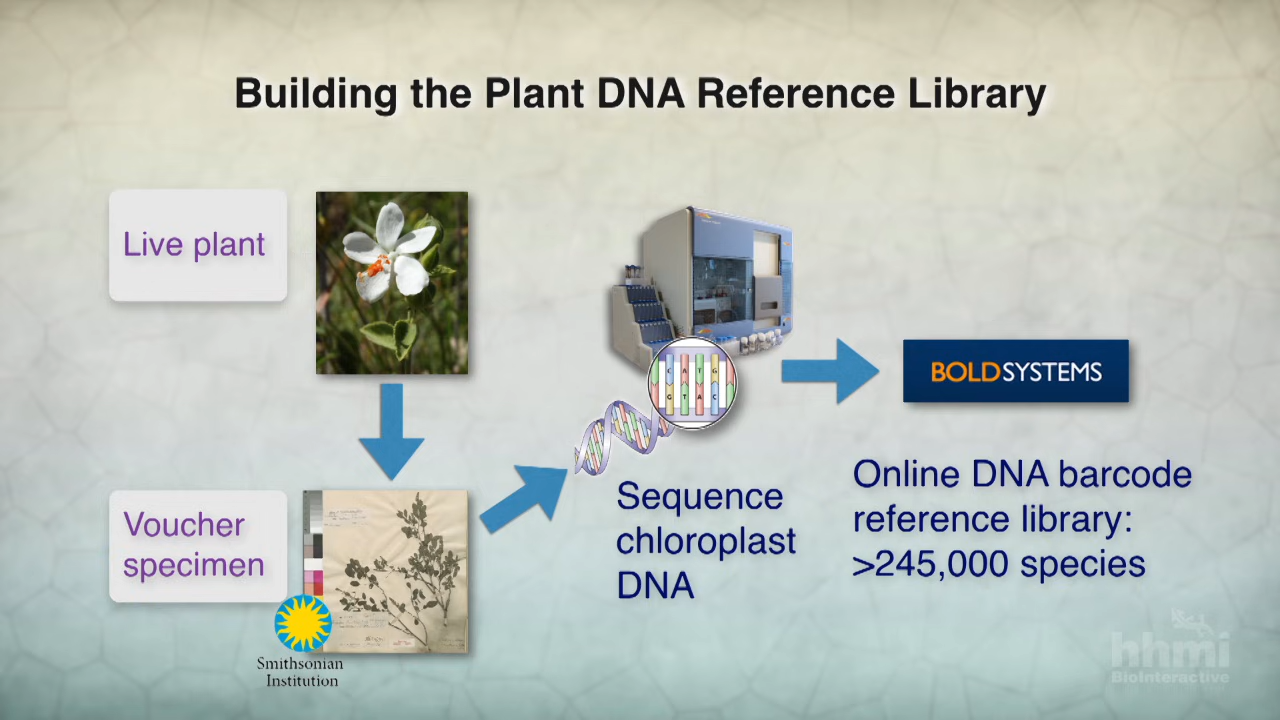 Building the Plant DNA Reference Library
Live plant
Voucher
specimen
Smithsonian
Institution
C A T G
G T A C
Sequence
chloroplast
DNA
BOLDSYSTEMS
Online DNA barcode
reference library:
>245,000 species
hhmi
BioInteractive